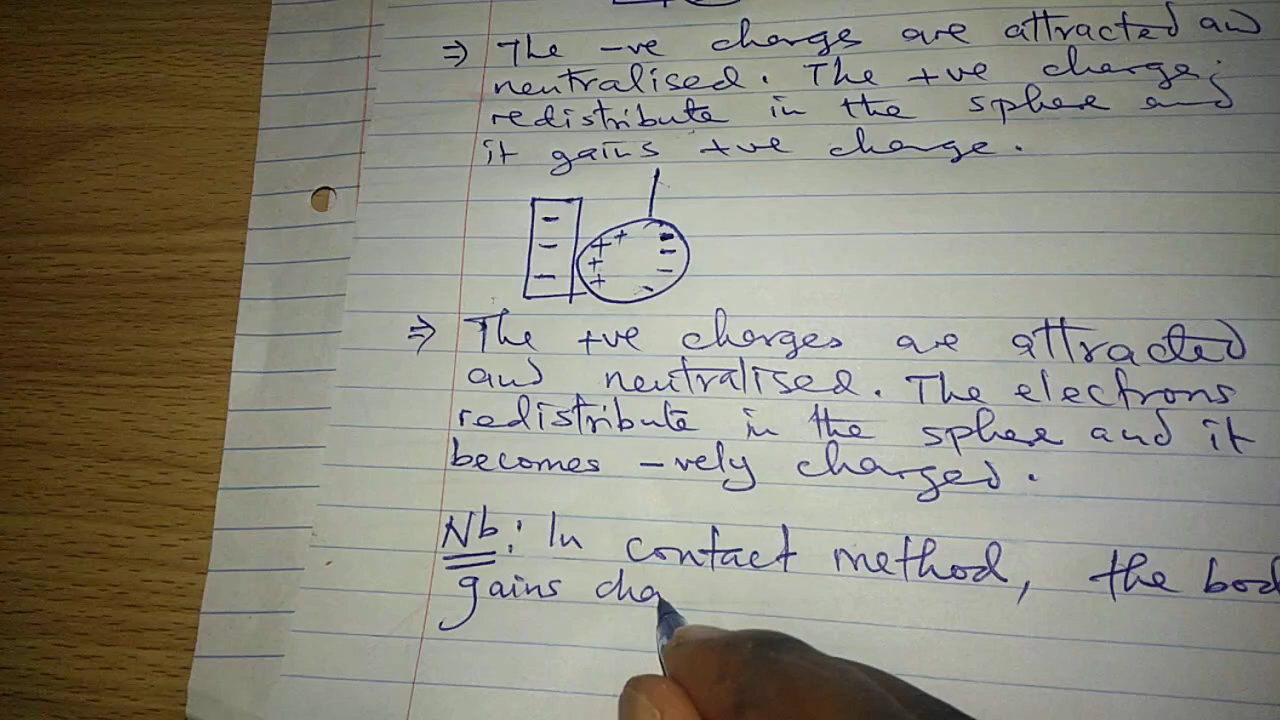 ⇒ The -ve charges are attracted an
neutralised. The +ve charges
redistribute in the sphere and
it gains +ve charge.
⇒ The +ve charges are attracted
and neutralised. The electrons
redistribute in the sphere and it
becomes -vely charged.
Nb: In contact method, the bod
gains cha